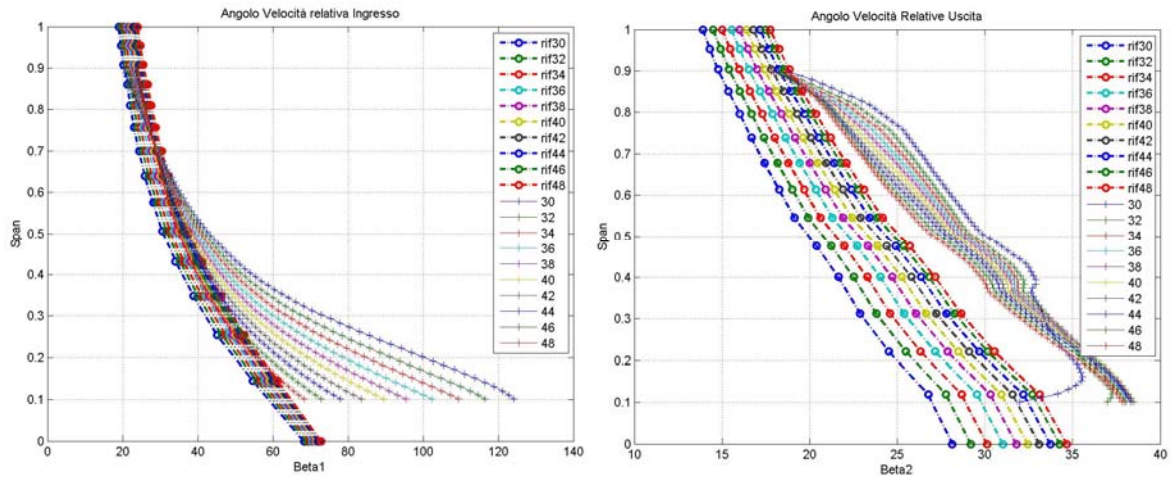 Angolo Velocità relativa Ingresso
1
0.9
0.8
0.7
0.6
0.5
0.4
0.3
0.2
0.1
0
Span
0
20
40
60
80
100
120
140
Beta1
rif30
rif32
rif34
rif36
rif38
rif40
rif42
rif44
rif46
rif48
30
32
34
36
38
40
42
44
46
48
Angolo Velocità Relative Uscita
1
0.9
0.8
0.7
0.6
0.5
0.4
0.3
0.2
0.1
0
Span
10
15
20
25
30
35
40
Beta2
rif30
rif32
rif34
rif36
rif38
rif40
rif42
rif44
rif46
rif48
30
32
34
36
38
40
42
44
46
48